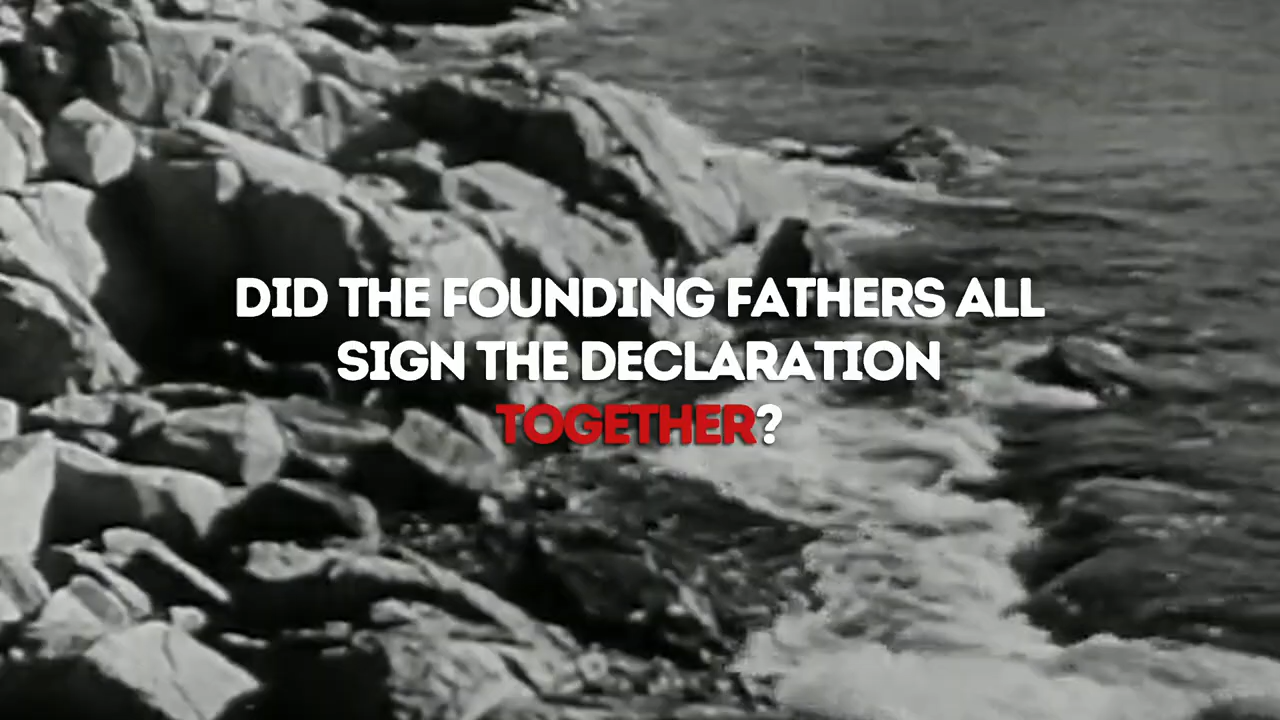 DID THE FOUNDING FATHERS ALL
SIGN THE DECLARATION
TOGETHER?